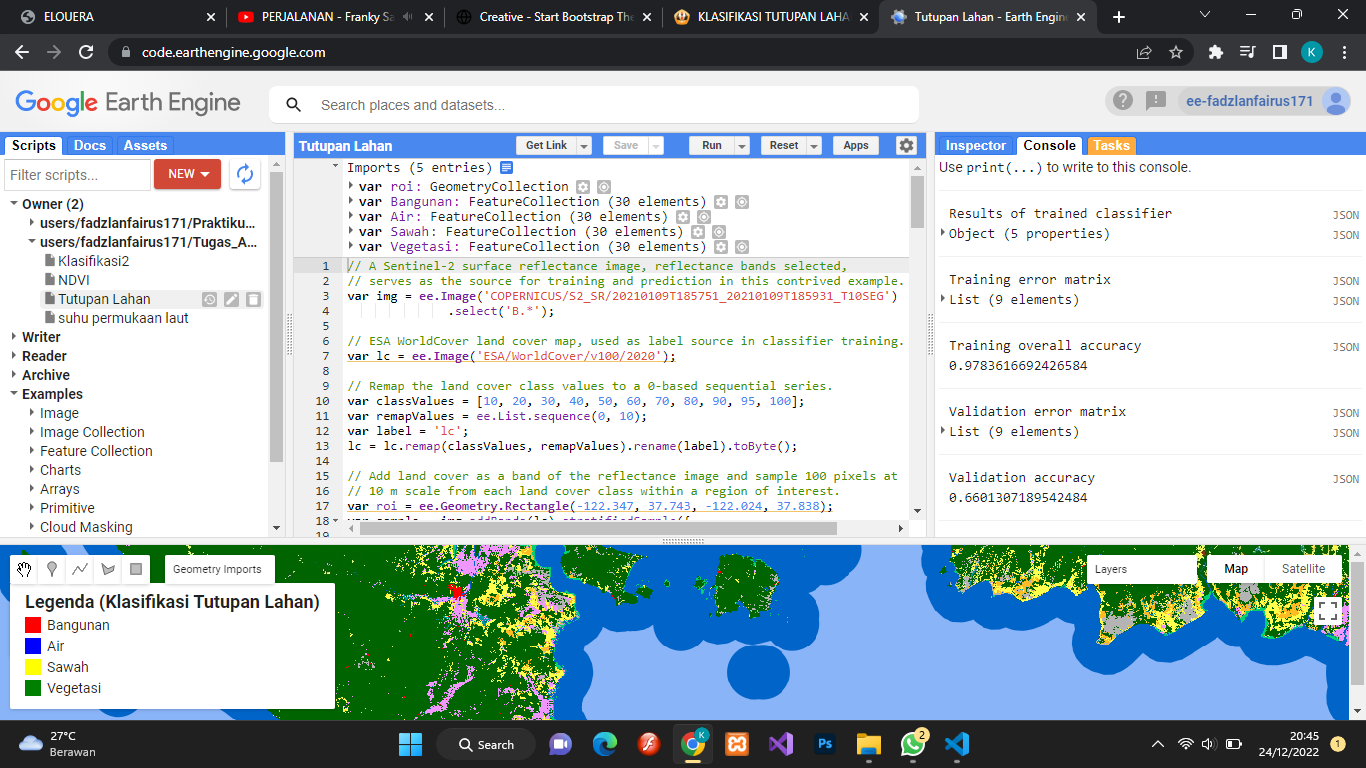 ELOUERA
PERJALANAN - Franky Sa
Creative - Start Bootstrap The
KLASIFIKASI TUTUPAN LAHA
Tutupan Lahan - Earth Engine
code.earthengine.google.com
K
Google Earth Engine
Search places and datasets...
ee-fadzlanfairus171
Scripts Docs Assets
Filter scripts...
NEW
Owner (2)
users/fadzlanfairus171/Praktiku...
users/fadzlanfairus171/Tugas_A...
Klasifikasi2
NDVI
Tutupan Lahan
suhu permukaan laut
Writer
Reader
Archive
Examples
Image
Image Collection
Feature Collection
Charts
Arrays
Primitive
Cloud Masking
Tutupan Lahan
Get Link Save Run Reset Apps
Imports (5 entries)
var roi: GeometryCollection
var Bangunan: FeatureCollection (30 elements)
var Air: FeatureCollection (30 elements)
var Sawah: FeatureCollection (30 elements)
var Vegetasi: FeatureCollection (30 elements)
1 // A Sentinel-2 surface reflectance image, reflectance bands selected,
2 // serves as the source for training and prediction in this contrived example.
3 var img = ee.Image('COPERNICUS/S2_SR/20210109T185751_20210109T185931_T10SEG')
4 .select('B.*');
5
6 // ESA WorldCover land cover map, used as label source in classifier training.
7 var lc = ee.Image('ESA/WorldCover/v100/2020');
8
9 // Remap the land cover class values to a 0-based sequential series.
10 var classValues = [10, 20, 30, 40, 50, 60, 70, 80, 90, 95, 100];
11 var remapValues = ee.List.sequence(0, 10);
12 var label = 'lc';
13 lc = lc.remap(classValues, remapValues).rename(label).toByte();
14
15 // Add land cover as a band of the reflectance image and sample 100 pixels at
16 // 10 m scale from each land cover class within a region of interest.
17 var roi = ee.Geometry.Rectangle(-122.347, 37.743, -122.024, 37.838);
18 var sample = img.addBands(lc).stratifiedSample({
19
Inspector Console Tasks
Use print(...) to write to this console.
Results of trained classifier JSON
Object (5 properties) JSON
Training error matrix JSON
List (9 elements) JSON
Training overall accuracy JSON
0.9783616692426584
Validation error matrix JSON
List (9 elements) JSON
Validation accuracy JSON
0.6601307189542484
Geometry Imports
Layers
Map Satellite
Legenda (Klasifikasi Tutupan Lahan)
Bangunan
Air
Sawah
Vegetasi
27°C
Berawan
Search
K
Ps
2
20:45
24/12/2022
1